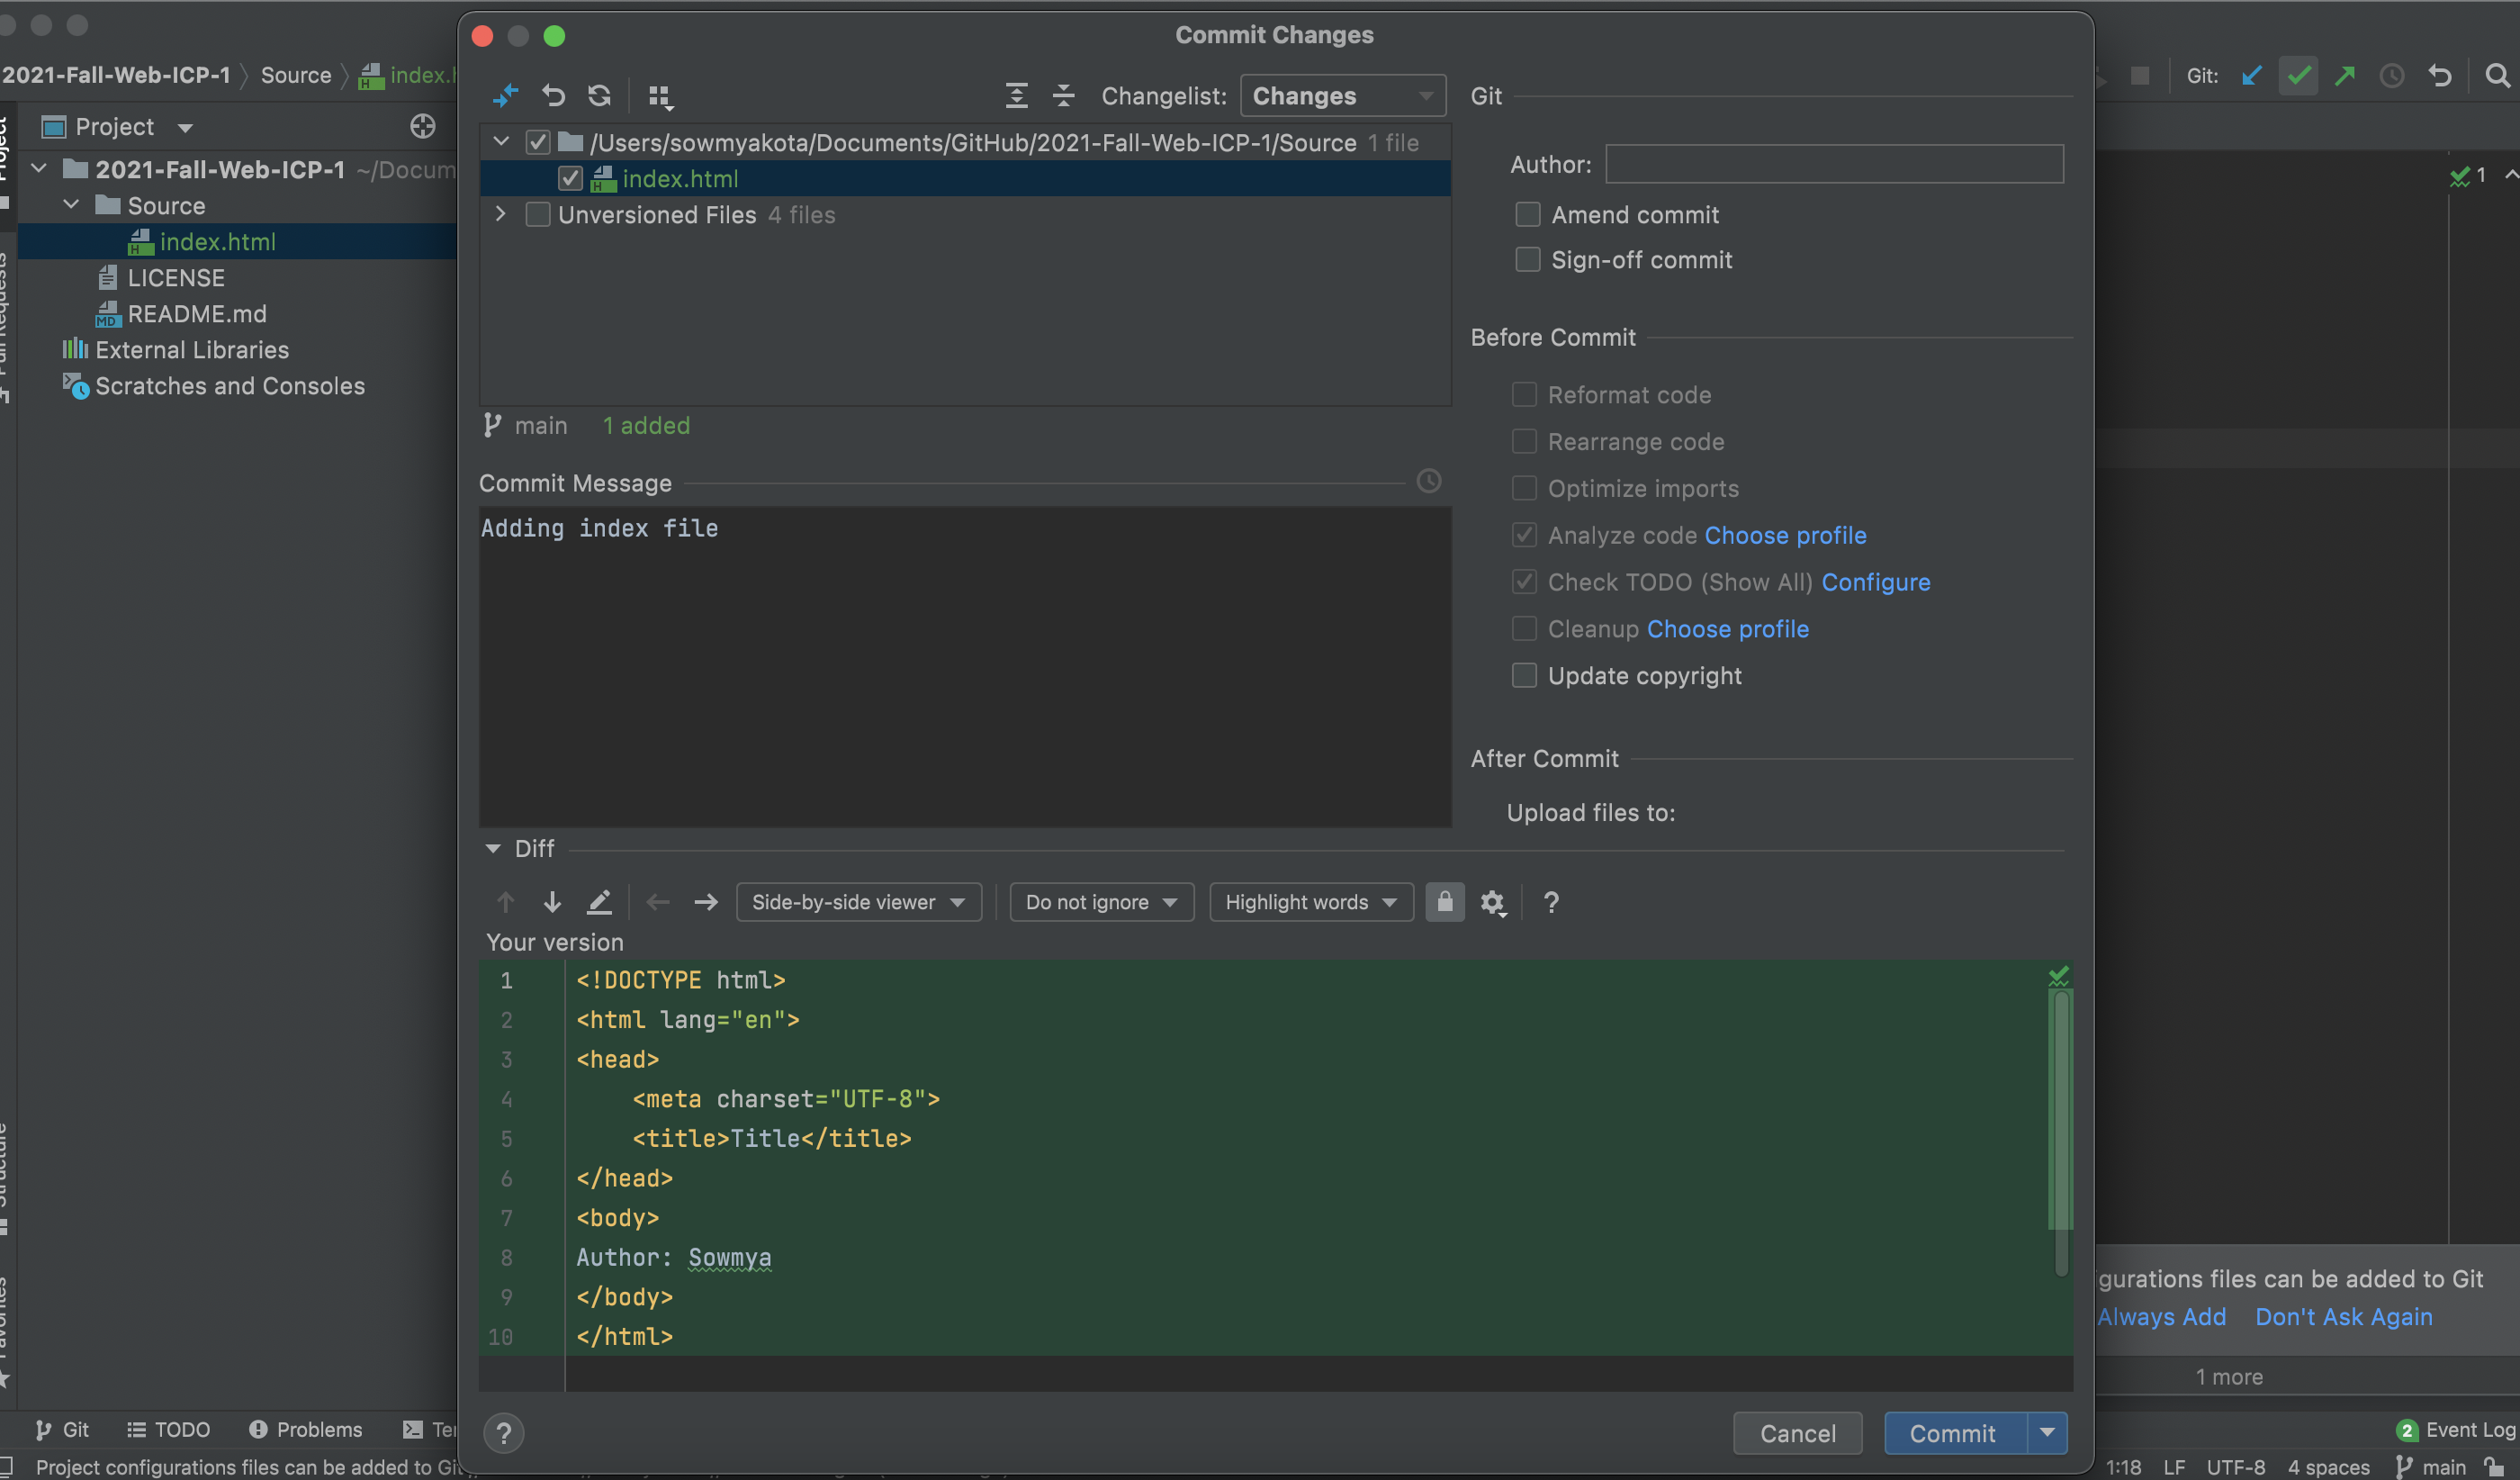 Commit Changes
2021-Fall-Web-ICP-1 Source index.h
Git:
Project
2021-Fall-Web-ICP-1 ~/Docum
Source
index.html
LICENSE
README.md
External Libraries
Scratches and Consoles
Changelist: Changes
/Users/sowmyakota/Documents/GitHub/2021-Fall-Web-ICP-1/Source 1 file
index.html
Unversioned Files 4 files
main 1 added
Commit Message
Adding index file
Git
Author:
Amend commit
Sign-off commit
Before Commit
Reformat code
Rearrange code
Optimize imports
Analyze code Choose profile
Check TODO (Show All) Configure
Cleanup Choose profile
Update copyright
After Commit
Upload files to:
Diff
Side-by-side viewer Do not ignore Highlight words ?
Your version
1 <!DOCTYPE html>
2 <html lang="en">
3 <head>
4 <meta charset="UTF-8">
5 <title>Title</title>
6 </head>
7 <body>
8 Author: Sowmya
9 </body>
10 </html>
? Cancel Commit
1
gurations files can be added to Git
Always Add Don't Ask Again
1 more
Git TODO Problems Ter
2 Event Log
Project configurations files can be added to Git
1:18 LF UTF-8 4 spaces main